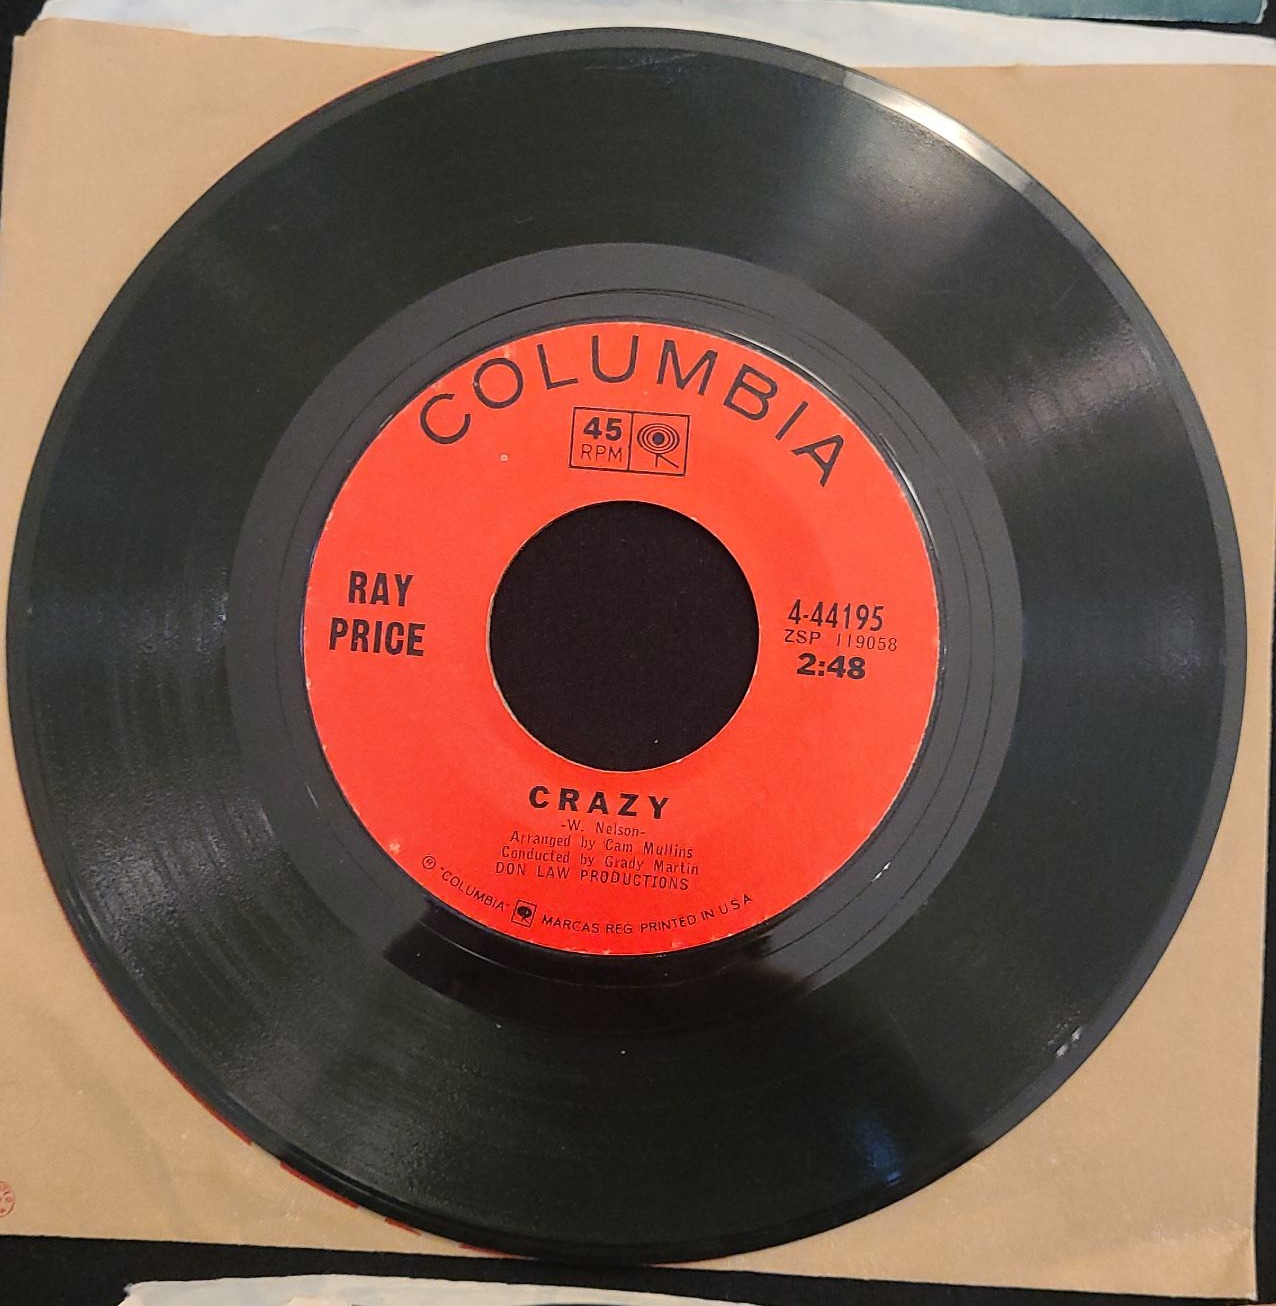 COLUMBIA
45
RPM
RAY
PRICE
4-44195
ZSP 119058
2:48
CRAZY
-W. Nelson-
Arranged by Cam Mullins
Conducted by Grady Martin
DON LAW PRODUCTIONS
® "COLUMBIA" MARCAS REG. PRINTED IN U S A